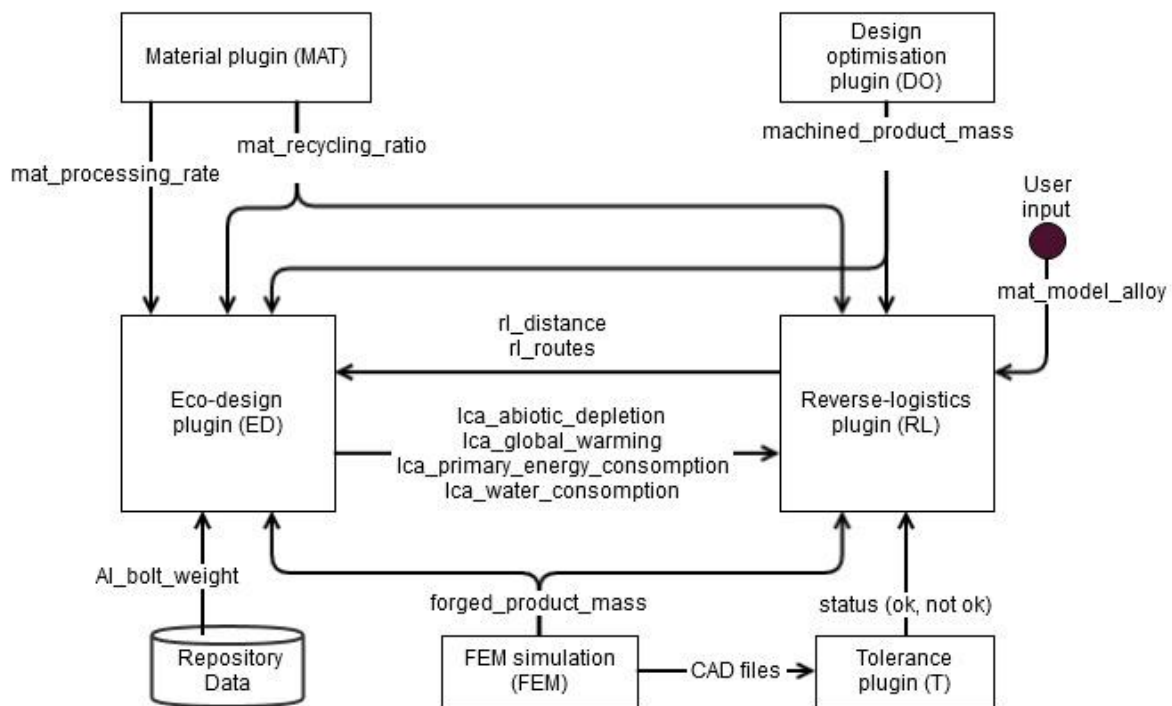 Material plugin (MAT)
Design
optimisation
plugin (DO)
mat_recycling_ratio
machined_product_mass
mat_processing_rate
User
input
mat_model_alloy
rl_distance
rl_routes
Eco-design
plugin (ED)
Reverse-logistics
plugin (RL)
lca_abiotic_depletion
lca_global_warming
lca_primary_energy_consomption
lca_water_consomption
Al_bolt_weight
forged_product_mass
status (ok, not ok)
Repository
Data
FEM simulation
(FEM)
CAD files
Tolerance
plugin (T)